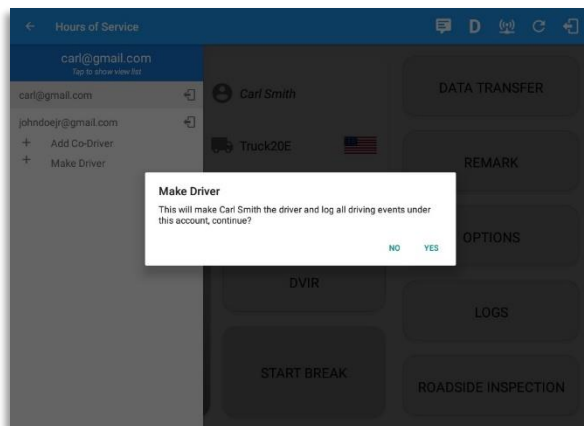 Hours of Service
D
carl@gmail.com
Tap to show view list
carl@gmail.com
johndoejr@gmail.com
+ Add Co-Driver
+ Make Driver
Carl Smith
Truck20E
DATA TRANSFER
REMARK
Make Driver
This will make Carl Smith the driver and log all driving events under
this account, continue?
NO YES
OPTIONS
DVIR
LOGS
START BREAK
ROADSIDE INSPECTION